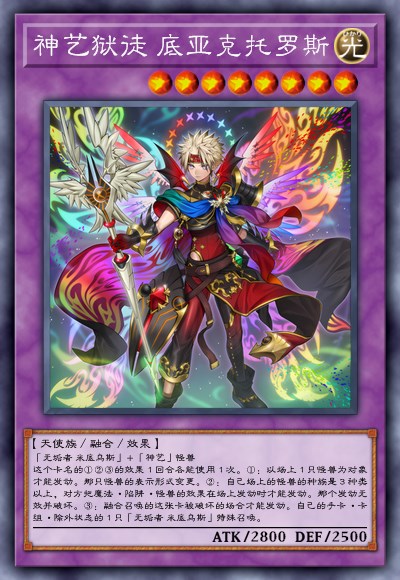 神艺狱徒 底亚克托罗斯
ひかり
光
【天使族／融合／效果】
「无垢者 米底乌斯」＋「神艺」怪兽
这个卡名的①②③的效果1回合各能使用1次。①：以场上1只怪兽为对象
才能发动。那只怪兽的表示形式变更。②：自己场上的怪兽的种族是3种类
以上，对方把魔法·陷阱·怪兽的效果在场上发动时才能发动。那个发动无
效并破坏。③：融合召唤的这张卡被破坏的场合才能发动。自己的手卡·卡
组·除外状态的1只「无垢者 米底乌斯」特殊召唤。
ATK/2800 DEF/2500